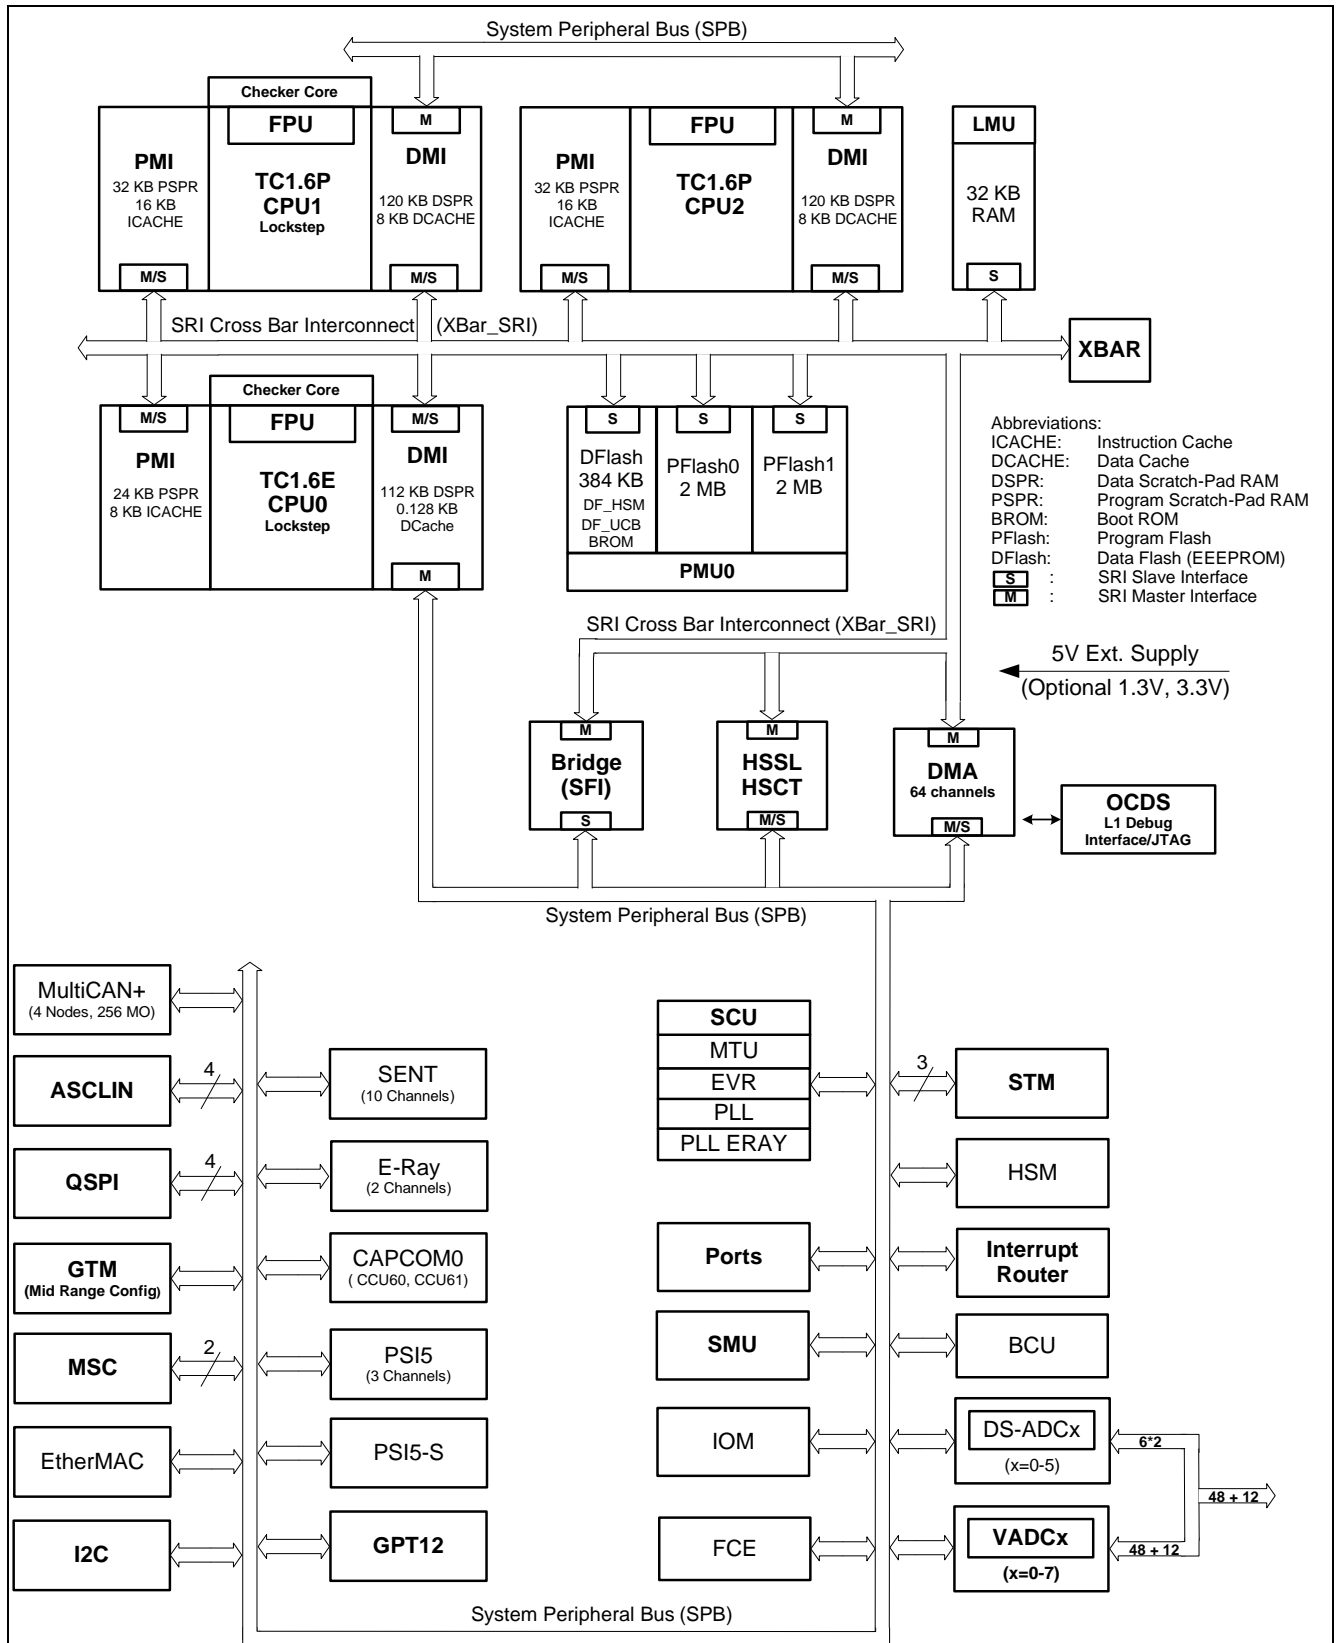 System Peripheral Bus (SPB)
Checker Core
FPU
M
PMI
32 KB PSPR
16 KB
ICACHE
TC1.6P
CPU1
Lockstep
DMI
120 KB DSPR
8 KB DCACHE
M/S
M/S
FPU
M
PMI
32 KB PSPR
16 KB
ICACHE
TC1.6P
CPU2
DMI
120 KB DSPR
8 KB DCACHE
M/S
M/S
LMU
32 KB
RAM
S
SRI Cross Bar Interconnect (XBar_SRI)
XBAR
Checker Core
M/S
FPU
M/S
PMI
24 KB PSPR
8 KB ICACHE
TC1.6E
CPU0
Lockstep
DMI
112 KB DSPR
0.128 KB
DCache
M
S
S
S
DFlash
384 KB
DF_HSM
DF_UCB
BROM
PFlash0
2 MB
PFlash1
2 MB
PMU0
Abbreviations:
ICACHE: Instruction Cache
DCACHE: Data Cache
DSPR: Data Scratch-Pad RAM
PSPR: Program Scratch-Pad RAM
BROM: Boot ROM
PFlash: Program Flash
DFlash: Data Flash (EEEPROM)
S : SRI Slave Interface
M : SRI Master Interface
SRI Cross Bar Interconnect (XBar_SRI)
5V Ext. Supply
(Optional 1.3V, 3.3V)
M
Bridge
(SFI)
S
M
HSSL
HSCT
M/S
M
DMA
64 channels
M/S
OCDS
L1 Debug
Interface/JTAG
System Peripheral Bus (SPB)
MultiCAN+
(4 Nodes, 256 MO)
ASCLIN
4
QSPI
4
GTM
(Mid Range Config)
MSC
2
EtherMAC
I2C
SENT
(10 Channels)
E-Ray
(2 Channels)
CAPCOM0
( CCU60, CCU61)
PSI5
(3 Channels)
PSI5-S
GPT12
SCU
MTU
EVR
PLL
PLL ERAY
Ports
SMU
IOM
FCE
3
STM
HSM
Interrupt
Router
BCU
DS-ADCx
(x=0-5)
6*2
48 + 12
VADCx
(x=0-7)
48 + 12
System Peripheral Bus (SPB)